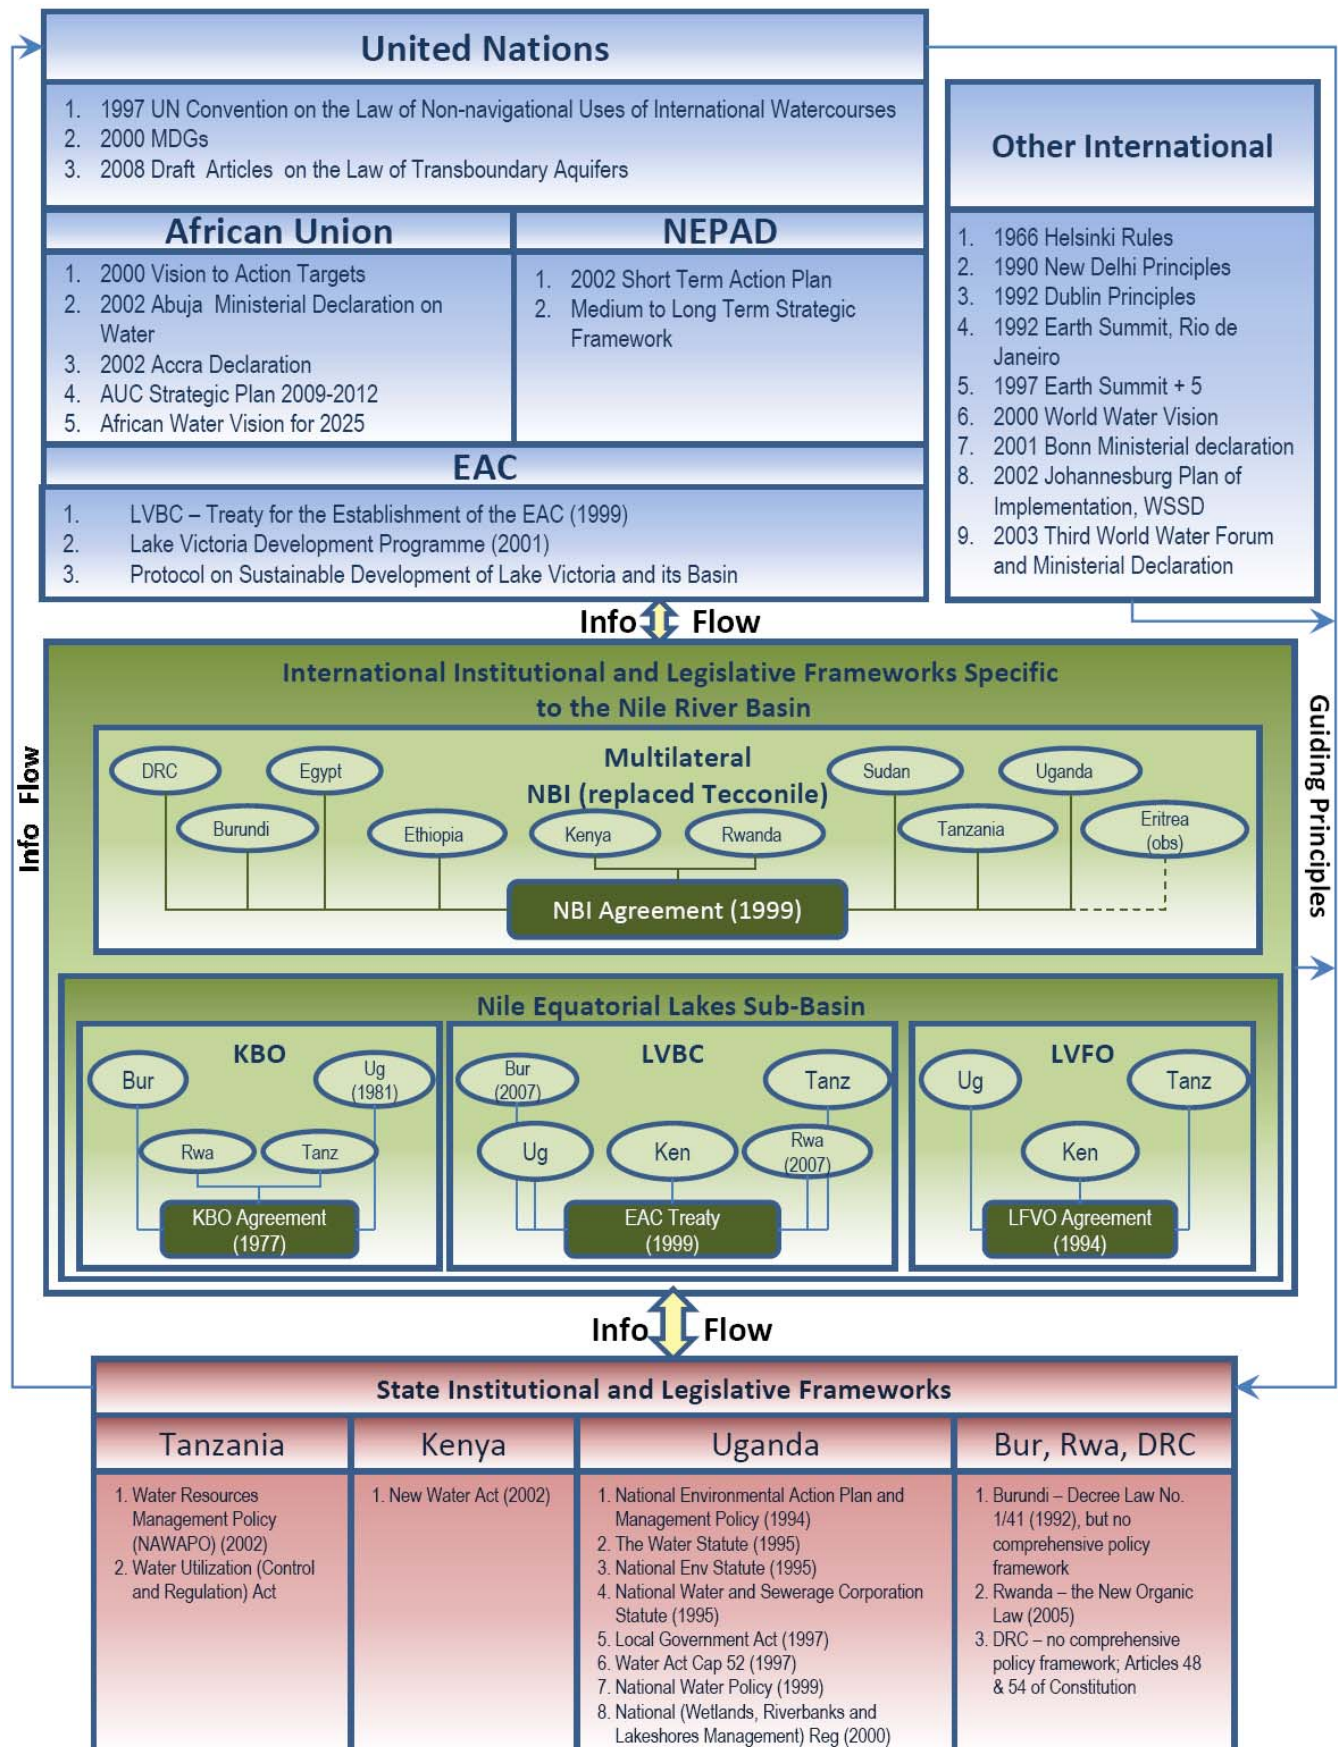 United Nations
1. 1997 UN Convention on the Law of Non-navigational Uses of International Watercourses
2. 2000 MDGs
3. 2008 Draft Articles on the Law of Transboundary Aquifers
African Union
1. 2000 Vision to Action Targets
2. 2002 Abuja Ministerial Declaration on
Water
3. 2002 Accra Declaration
4. AUC Strategic Plan 2009-2012
5. African Water Vision for 2025
NEPAD
1. 2002 Short Term Action Plan
2. Medium to Long Term Strategic
Framework
EAC
1. LVBC – Treaty for the Establishment of the EAC (1999)
2. Lake Victoria Development Programme (2001)
3. Protocol on Sustainable Development of Lake Victoria and its Basin
Other International
1. 1966 Helsinki Rules
2. 1990 New Delhi Principles
3. 1992 Dublin Principles
4. 1992 Earth Summit, Rio de
Janeiro
5. 1997 Earth Summit + 5
6. 2000 World Water Vision
7. 2001 Bonn Ministerial declaration
8. 2002 Johannesburg Plan of
Implementation, WSSD
9. 2003 Third World Water Forum
and Ministerial Declaration
Info Flow
Info Flow
Guiding Principles
International Institutional and Legislative Frameworks Specific
to the Nile River Basin
Multilateral
NBI (replaced Tecconile)
DRC
Burundi
Egypt
Ethiopia
Kenya
Rwanda
Sudan
Tanzania
Uganda
Eritrea
(obs)
NBI Agreement (1999)
Nile Equatorial Lakes Sub-Basin
KBO
Bur
Ug
(1981)
Rwa
Tanz
KBO Agreement
(1977)
LVBC
Bur
(2007)
Tanz
Ug
Ken
Rwa
(2007)
EAC Treaty
(1999)
LVFO
Ug
Tanz
Ken
LFVO Agreement
(1994)
Info Flow
State Institutional and Legislative Frameworks
Tanzania
1. Water Resources
Management Policy
(NAWAPO) (2002)
2. Water Utilization (Control
and Regulation) Act
Kenya
1. New Water Act (2002)
Uganda
1. National Environmental Action Plan and
Management Policy (1994)
2. The Water Statute (1995)
3. National Env Statute (1995)
4. National Water and Sewerage Corporation
Statute (1995)
5. Local Government Act (1997)
6. Water Act Cap 52 (1997)
7. National Water Policy (1999)
8. National (Wetlands, Riverbanks and
Lakeshores Management) Reg (2000)
Bur, Rwa, DRC
1. Burundi – Decree Law No.
1/41 (1992), but no
comprehensive policy
framework
2. Rwanda – the New Organic
Law (2005)
3. DRC – no comprehensive
policy framework; Articles 48
& 54 of Constitution